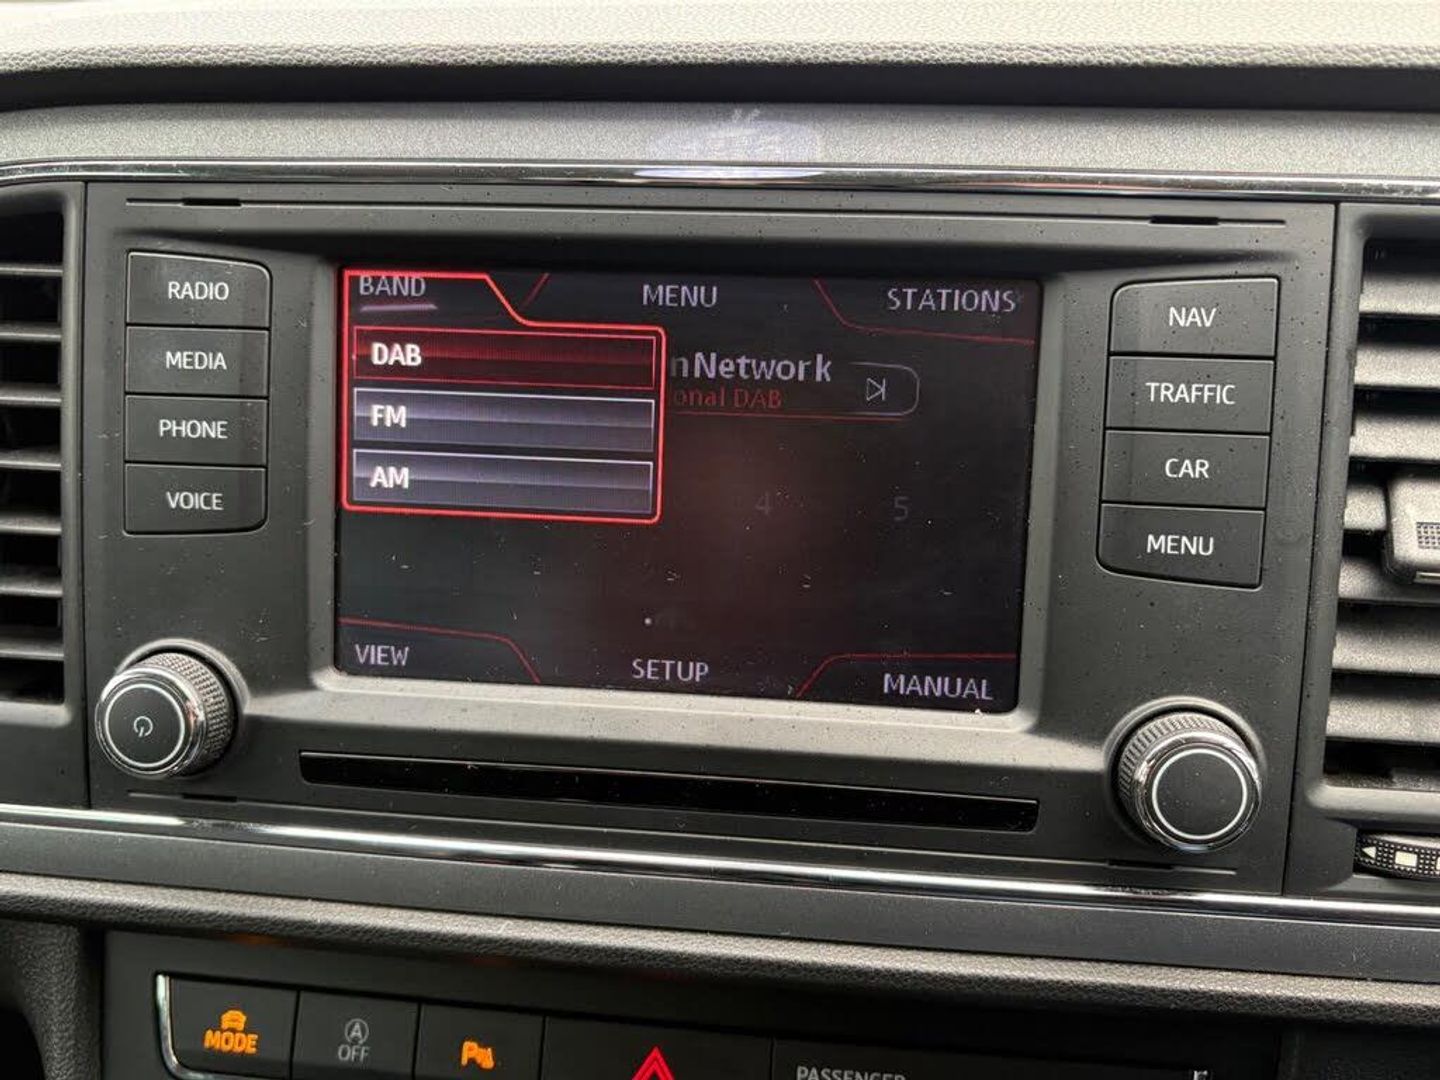 RADIO
MEDIA
PHONE
VOICE
BAND
MENU
STATIONS
DAB
FM
AM
nNetwork
onal DAB
4
5
VIEW
SETUP
MANUAL
NAV
TRAFFIC
CAR
MENU
MODE
A
OFF
P
PASSENGER